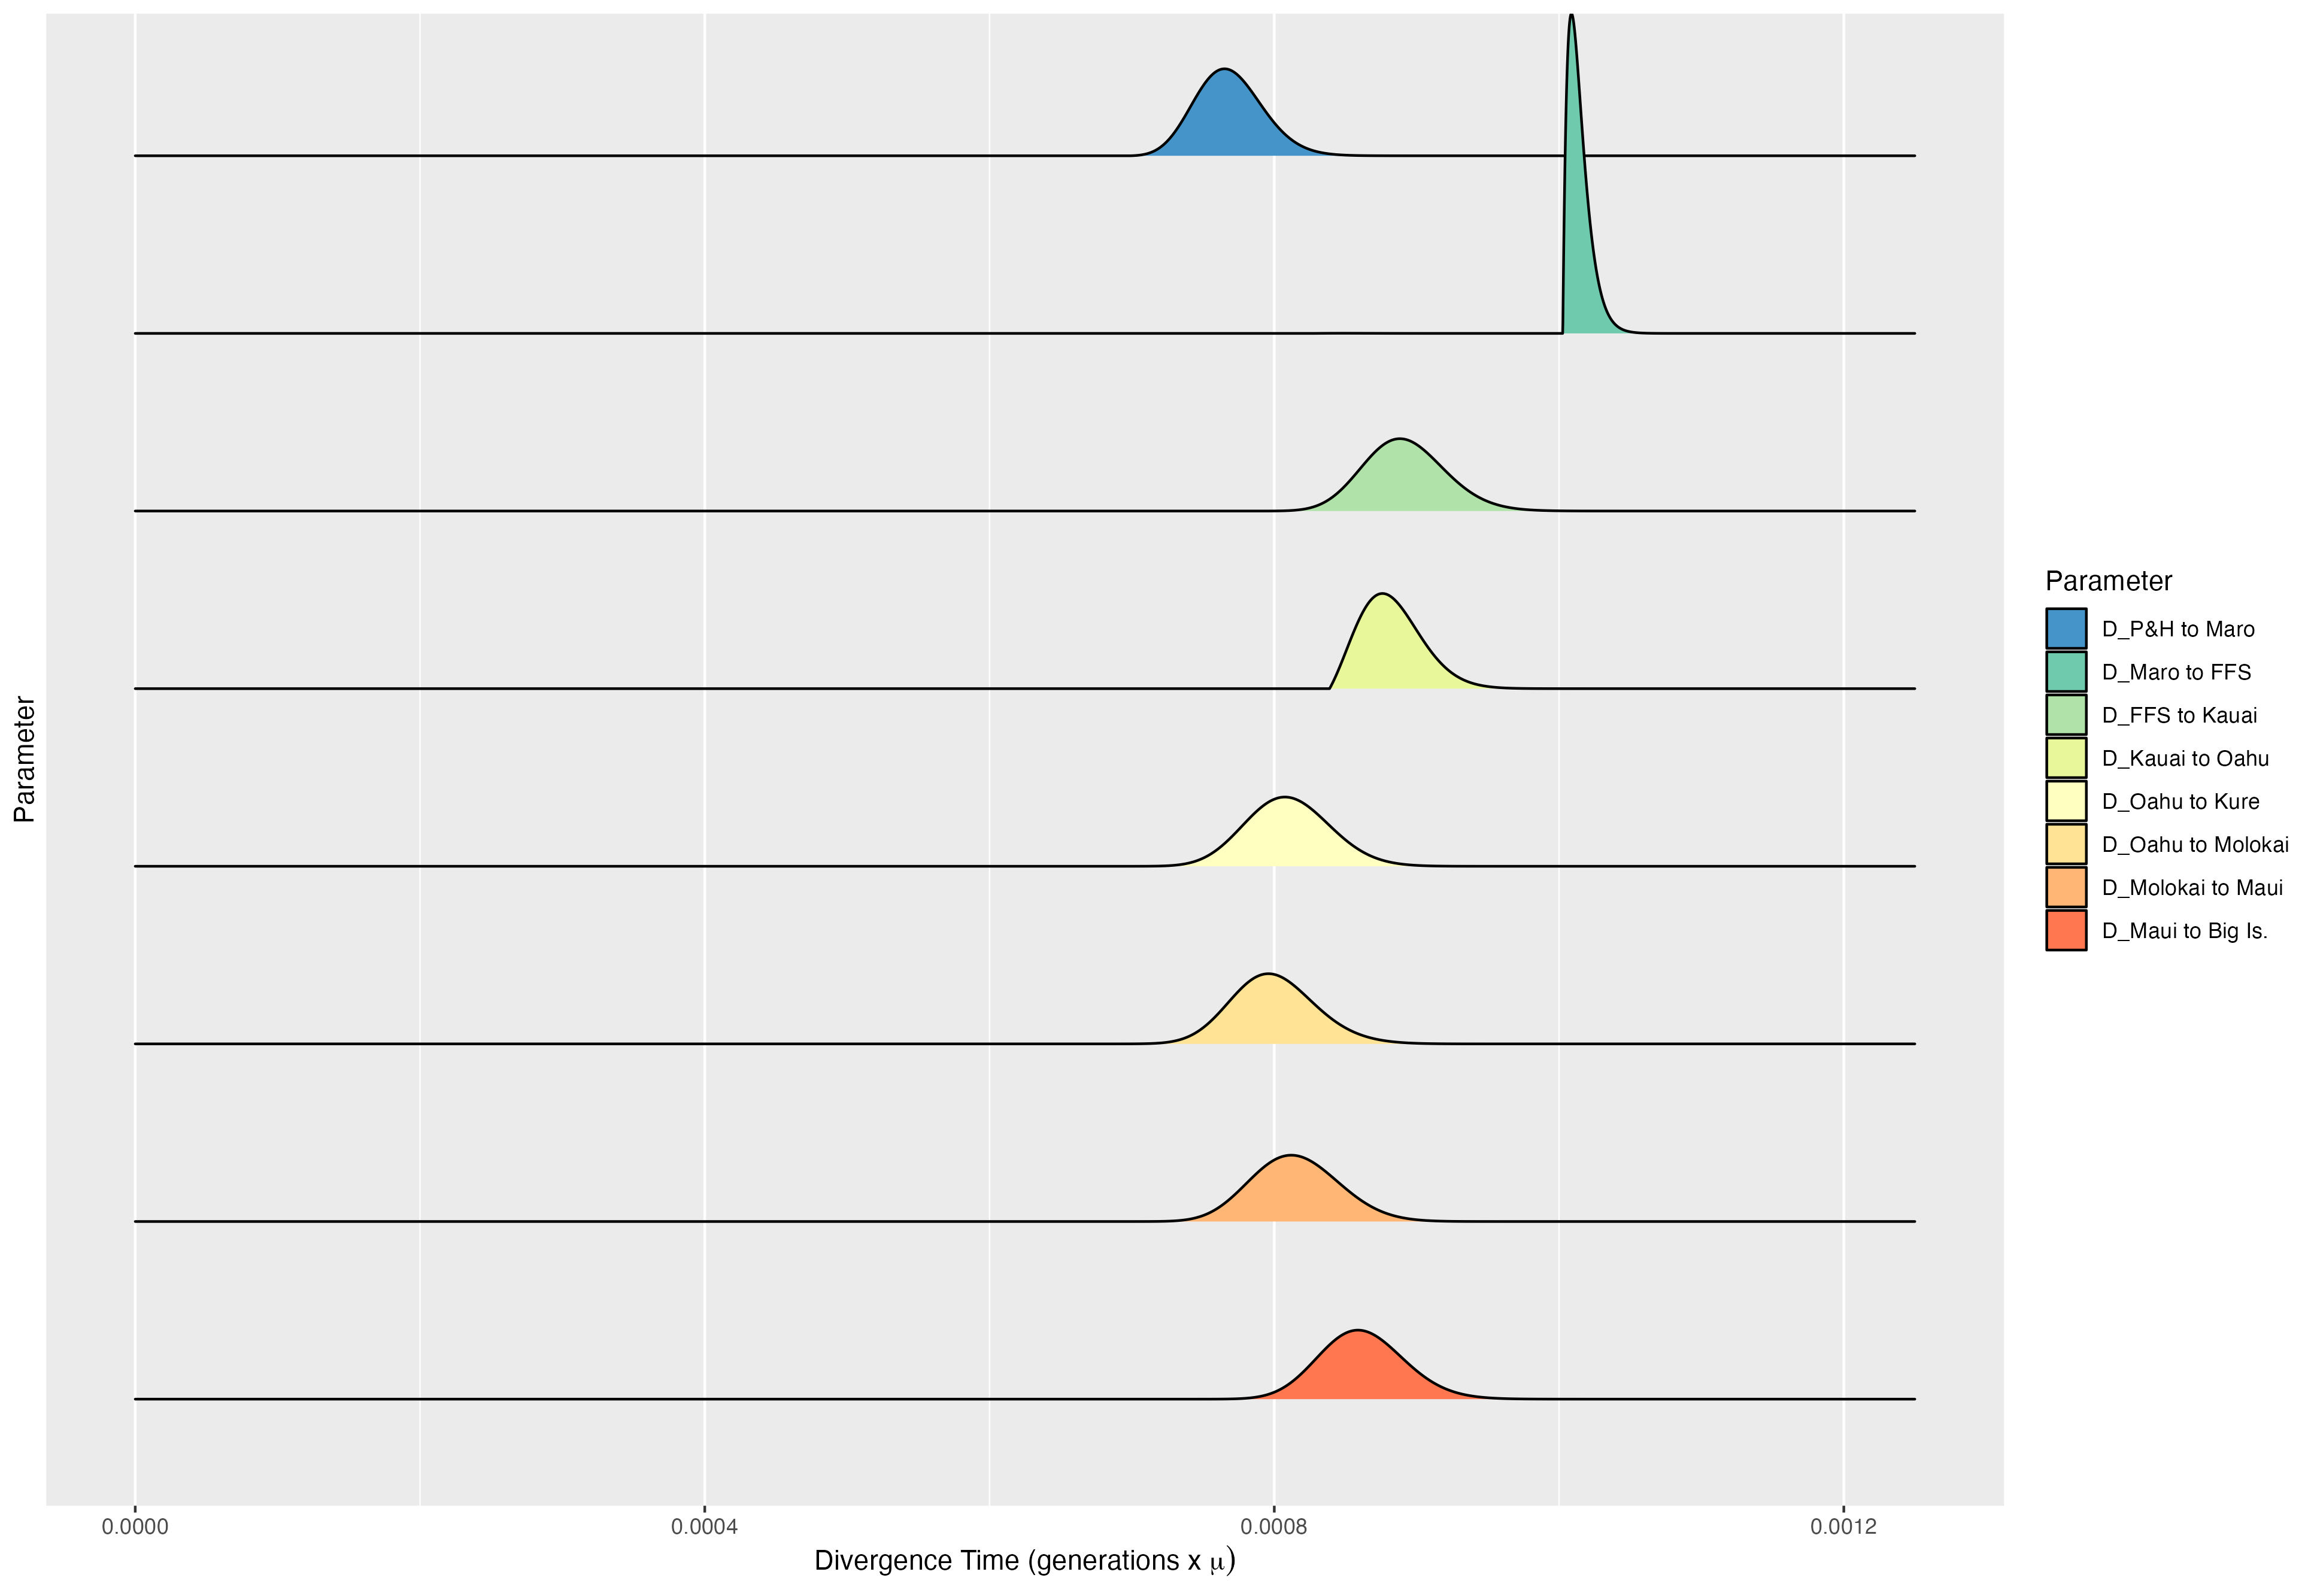 Parameter
0.0000
0.0004
0.0008
0.0012
Divergence Time (generations x μ)
Parameter
D_P&H to Maro
D_Maro to FFS
D_FFS to Kauai
D_Kauai to Oahu
D_Oahu to Kure
D_Oahu to Molokai
D_Molokai to Maui
D_Maui to Big Is.